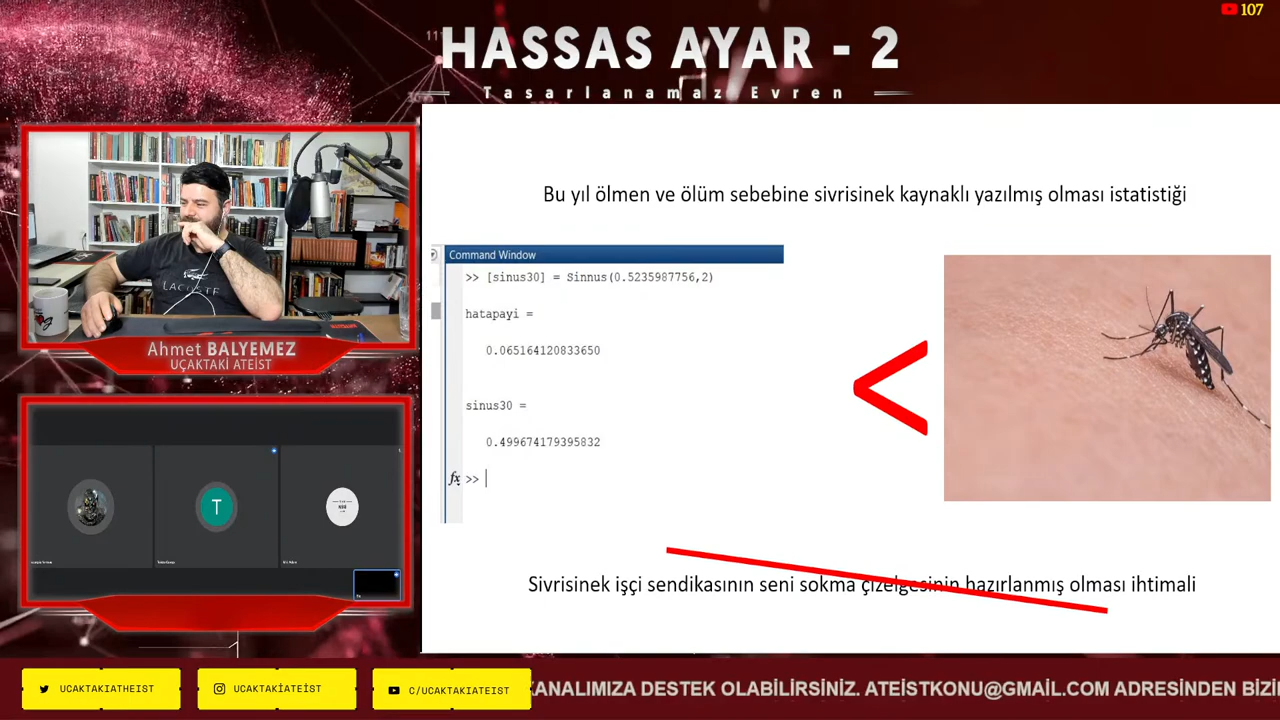 107
HASSAS AYAR - 2
Tasarlanamaz Evren
Bu yıl ölmen ve ölüm sebebine sivrisinek kaynaklı yazılmış olması istatistiği
Command Window
>> [sinus30] = Sinnus(0.5235987756,2)
hatapayi =
0.065164120833650
sinus30 =
0.499674179395832
fx >>
LACOSTE
Ahmet BALYEMEZ
UÇAKTAKİ ATEİST
T
Sivrisinek işçi sendikasının seni sokma çizelgesinin hazırlanmış olması ihtimali
UCAKTAKIATHEIST
UCAKTAKİATEİST
C/UCAKTAKIATEIST
KANALIMIZA DESTEK OLABİLİRSİNİZ. ATEISTKONU@GMAİL.COM ADRESİNDEN BİZİ